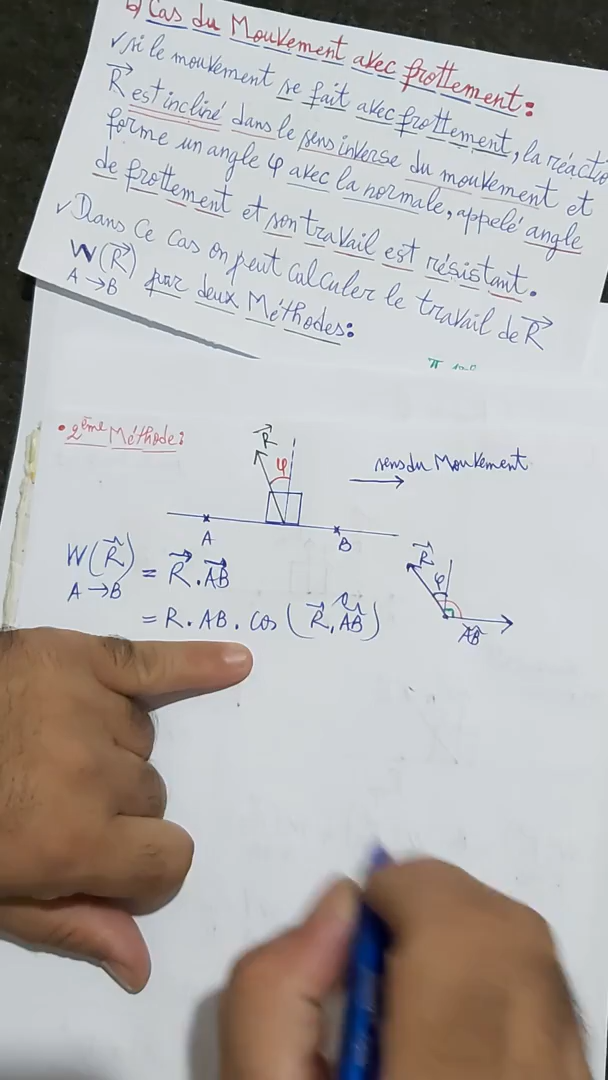 b) Cas du Mouvement avec frottement:
✓ si le mouvement se fait avec frottement, la réactio
R⃗ est incliné dans le sens inverse du mouvement et
forme un angle φ avec la normale, appelé angle
de frottement et son travail est résistant.
✓ Dans ce cas on peut calculer le travail de R⃗
W(R⃗) par deux Méthodes:
A→B
• 2ème Méthode:
R⃗
φ
sens du Mouvement
A
B
W(R⃗) = R⃗.AB⃗
A→B
= R.AB.cos(R⃗,AB⃗)
R⃗
φ
AB⃗